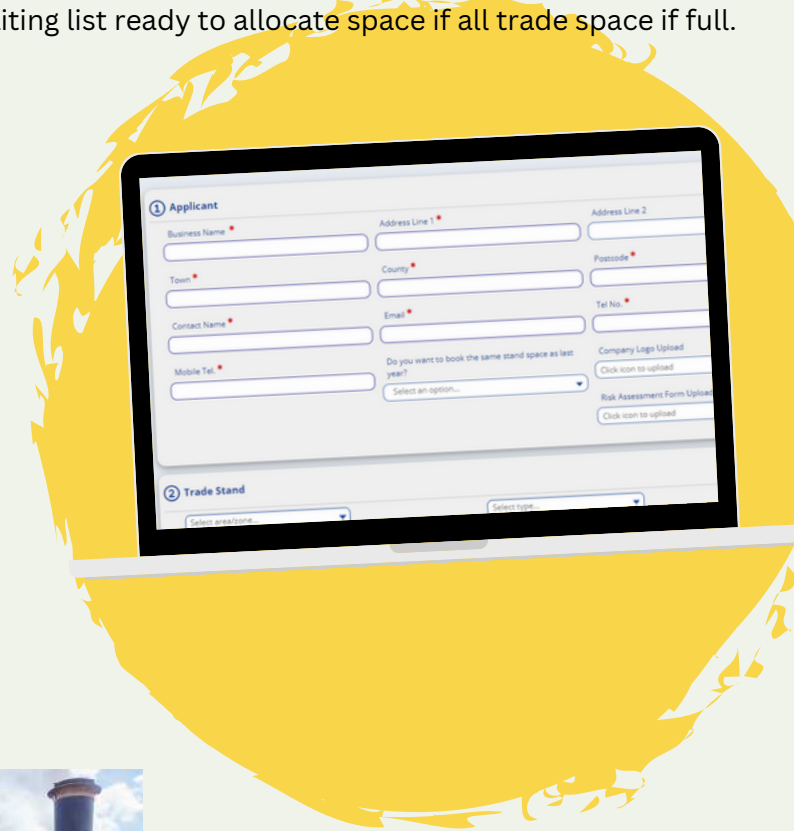 iting list ready to allocate space if all trade space if full.
1 Applicant
Business Name * Address Line 1 * Address Line 2
Town * County * Postcode *
Contact Name * Email * Tel No. *
Mobile Tel. * Do you want to book the same stand space as last year? Company Logo Upload
Select an option... Click icon to upload
Risk Assessment Form Upload
Click icon to upload
2 Trade Stand
Select area/zone... Select type...